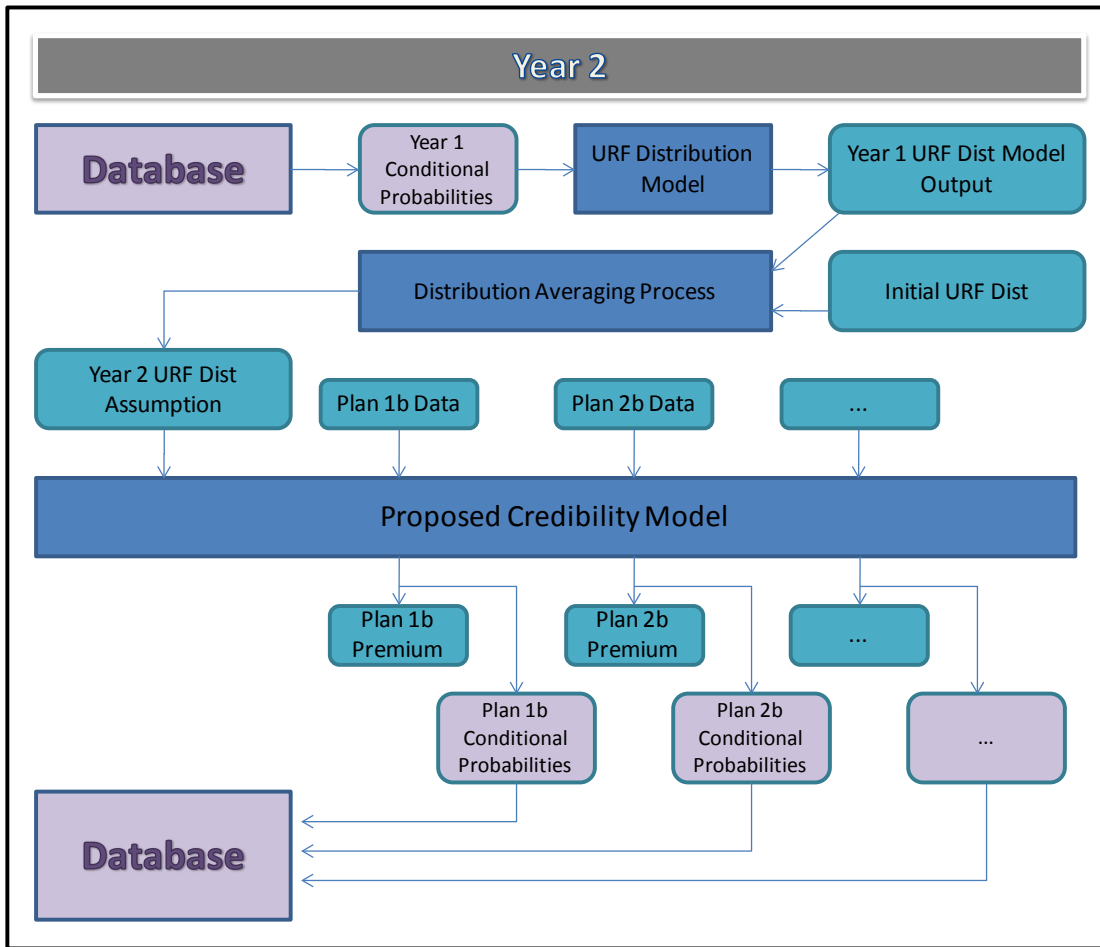 Year 2
Database
Year 1
Conditional
Probabilities
URF Distribution
Model
Year 1 URF Dist Model
Output
Distribution Averaging Process
Initial URF Dist
Year 2 URF Dist
Assumption
Plan 1b Data
Plan 2b Data
...
Proposed Credibility Model
Plan 1b
Premium
Plan 2b
Premium
...
Plan 1b
Conditional
Probabilities
Plan 2b
Conditional
Probabilities
...
Database